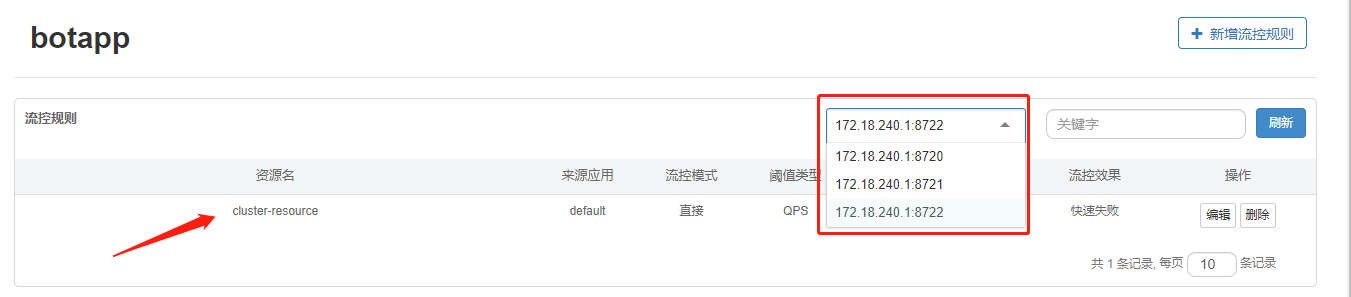 botapp
新增流控规则
流控规则
172.18.240.1:8722
关键字
刷新
172.18.240.1:8720
172.18.240.1:8721
172.18.240.1:8722
资源名 来源应用 流控模式 阈值类型 流控效果 操作
cluster-resource default 直接 QPS 快速失败 编辑 删除
共 1 条记录, 每页 10 条记录